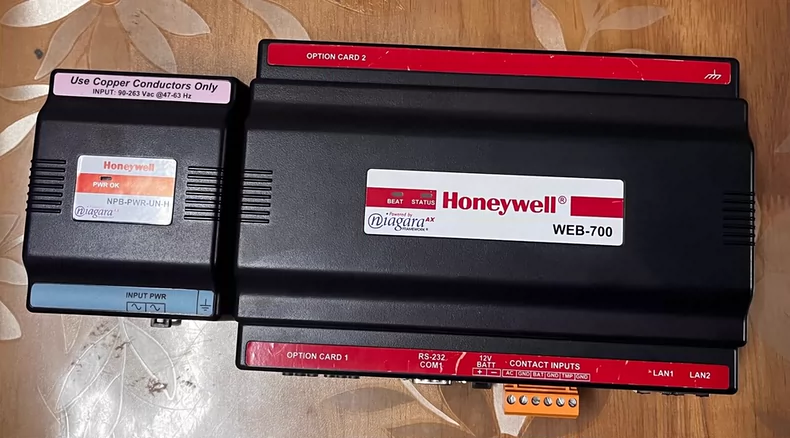 OPTION CARD 2
Use Copper Conductors Only
INPUT: 90-263 Vac @47-63 Hz
Honeywell
PWR OK
NPB-PWR-UN-H
niagara
BEAT STATUS
Honeywell®
Powered by
niagara AX
FRAMEWORK®
WEB-700
INPUT PWR
OPTION CARD 1
RS-232
COM1
12V
BATT
+ −
CONTACT INPUTS
AC GND BAT GND TMP GND
LAN1
LAN2